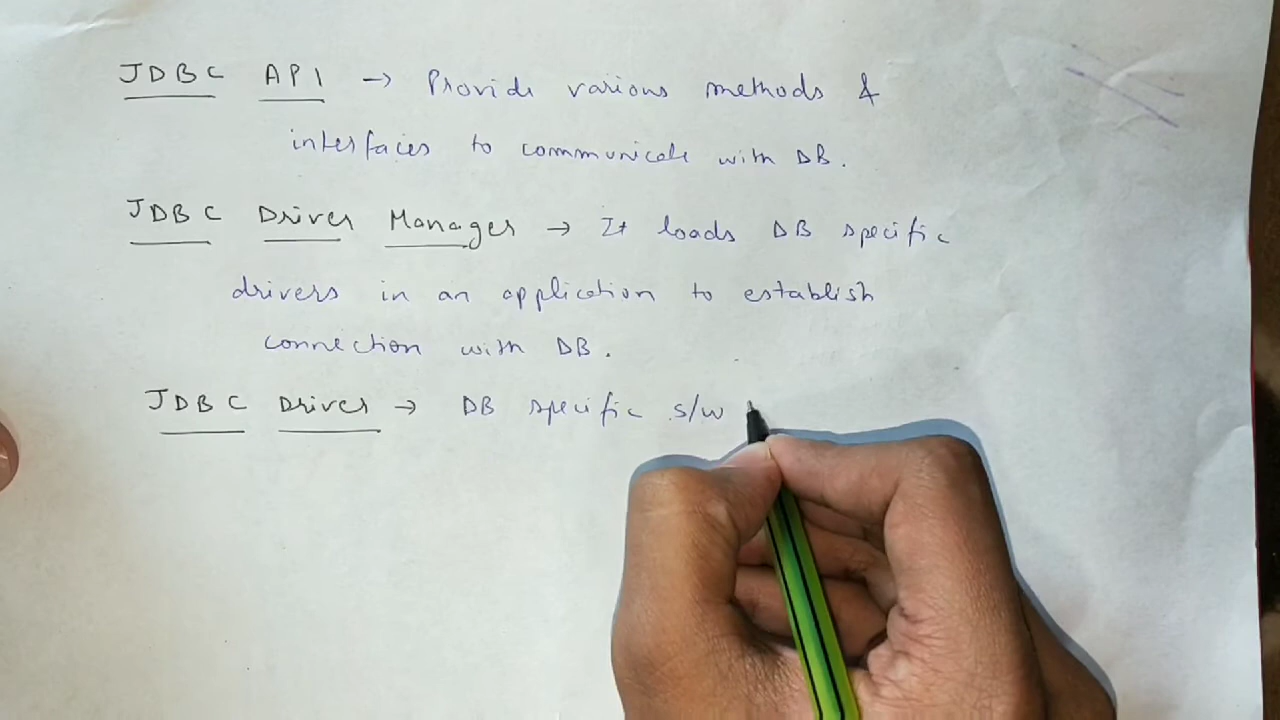 JDBC API → Provide various methods &
interfaces to communicate with DB.
JDBC Driver Manager → It loads DB specific
drivers in an application to establish
connection with DB.
JDBC Driver → DB specific s/w